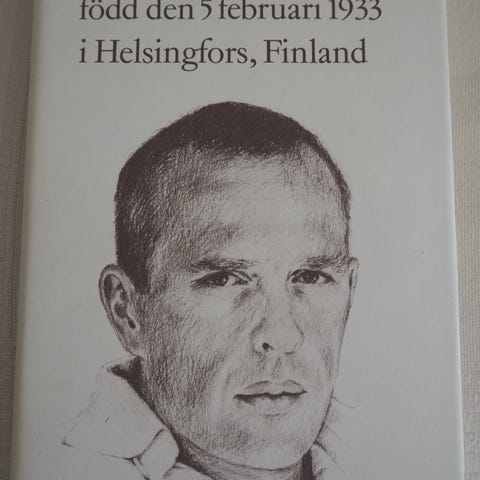 född den 5 februari 1933
i Helsingfors, Finland